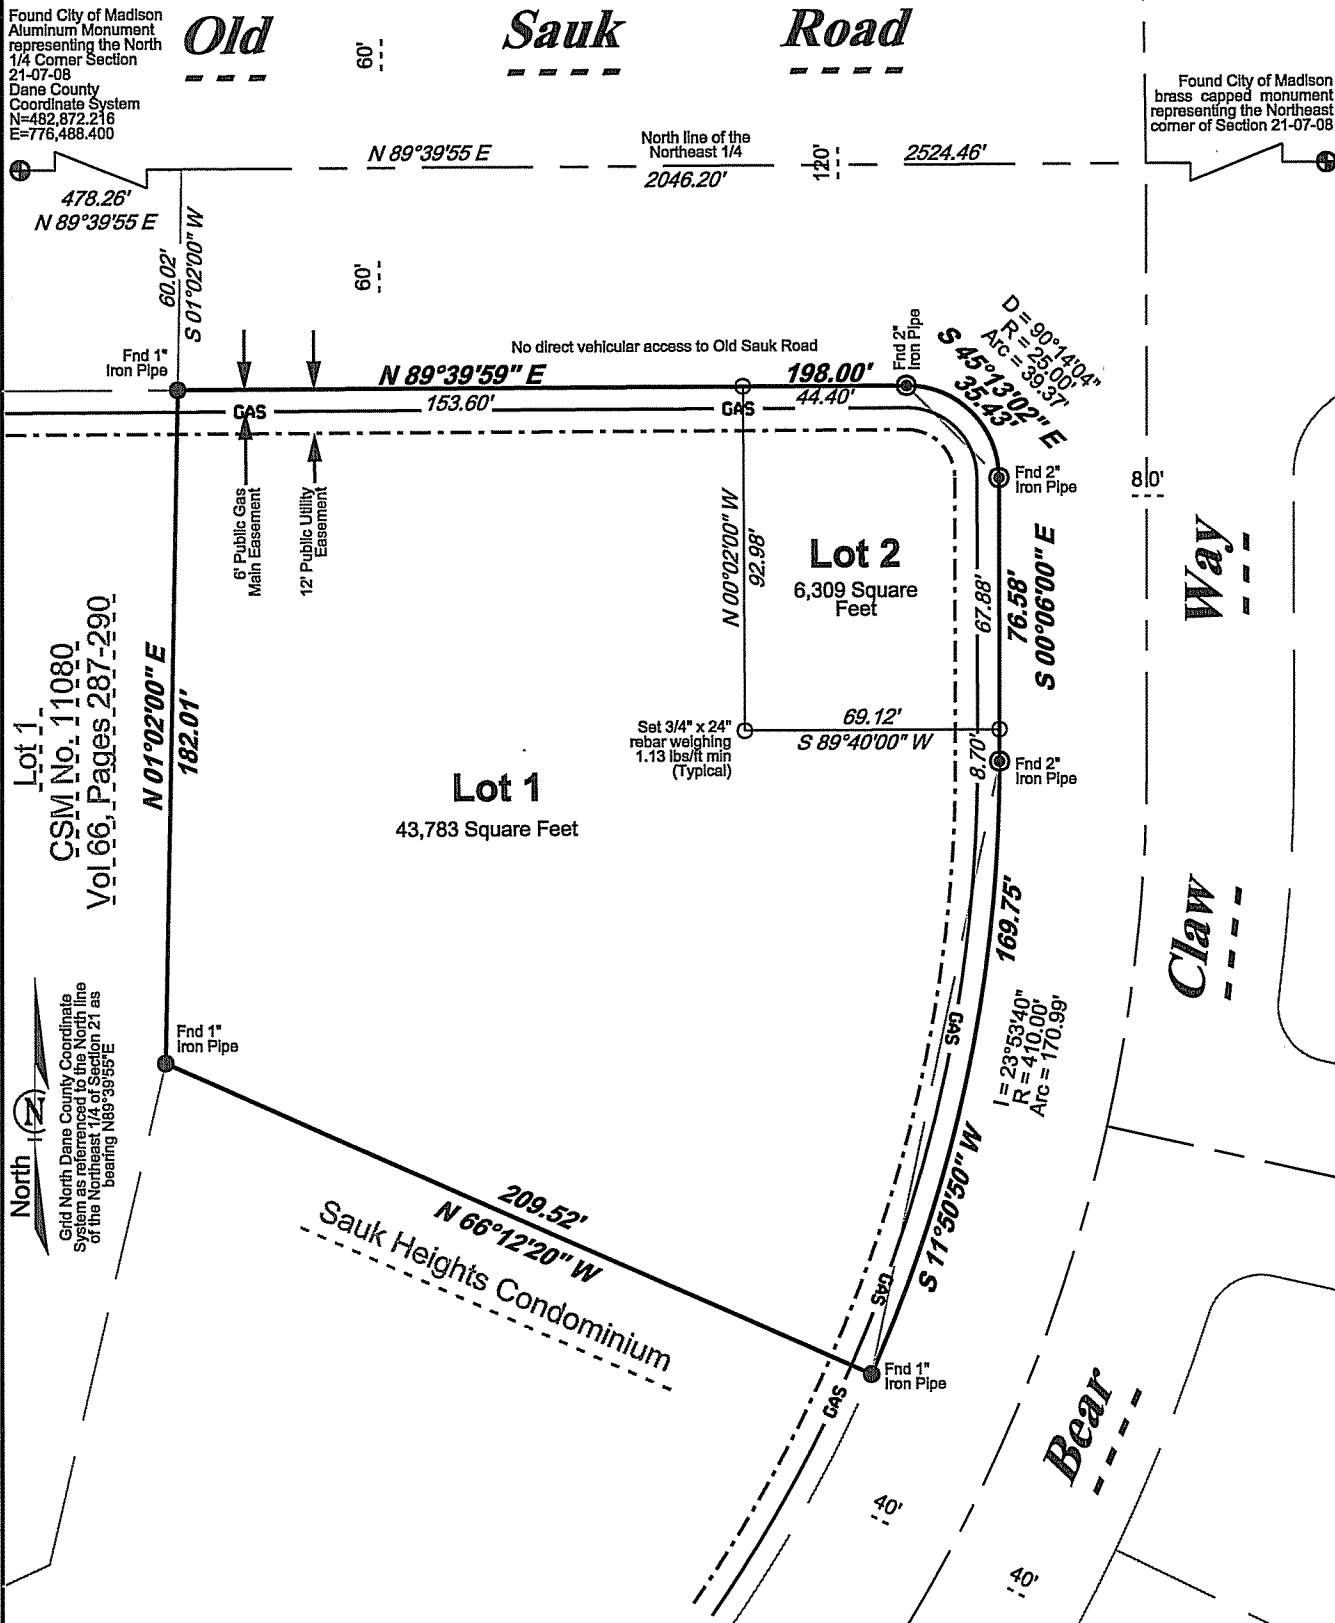 Found City of Madison
Aluminum Monument
representing the North
1/4 Corner Section
21-07-08
Dane County
Coordinate System
N=482,872.216
E=776,488.400
Old Sauk Road
60'
Found City of Madison
brass capped monument
representing the Northeast
corner of Section 21-07-08
N 89°39'55 E
North line of the
Northeast 1/4
2046.20'
120'
2524.46'
478.26'
N 89°39'55 E
60.02'
S 01°02'00" W
60'
Fnd 1"
Iron Pipe
No direct vehicular access to Old Sauk Road
N 89°39'59" E
198.00'
153.60'
44.40'
GAS
GAS
Fnd 2"
Iron Pipe
D = 90°14'04"
R = 25.00'
Arc = 39.37'
S 45°13'02" E
35.43'
Fnd 2"
Iron Pipe
80'
6' Public Gas
Main Easement
12' Public Utility
Easement
N 00°02'00" W
92.98'
Lot 2
6,309 Square
Feet
67.88'
76.58'
S 00°06'00" E
Way
Lot 1
CSM No. 11080
Vol 66, Pages 287-290
N 01°02'00" E
182.01'
Set 3/4" x 24"
rebar weighing
1.13 lbs/ft min
(Typical)
69.12'
S 89°40'00" W
8.70'
Fnd 2"
Iron Pipe
Lot 1
43,783 Square Feet
169.75'
Claw
North
N
Grid North Dane County Coordinate
System as referrenced to the North line
of the Northeast 1/4 of Section 21 as
bearing N89°39'55"E
Fnd 1"
Iron Pipe
GAS
I = 23°53'40"
R = 410.00'
Arc = 170.99'
S 11°50'50" W
209.52'
N 66°12'20" W
Sauk Heights Condominium
GAS
Fnd 1"
Iron Pipe
GAS
Bear
40'
40'